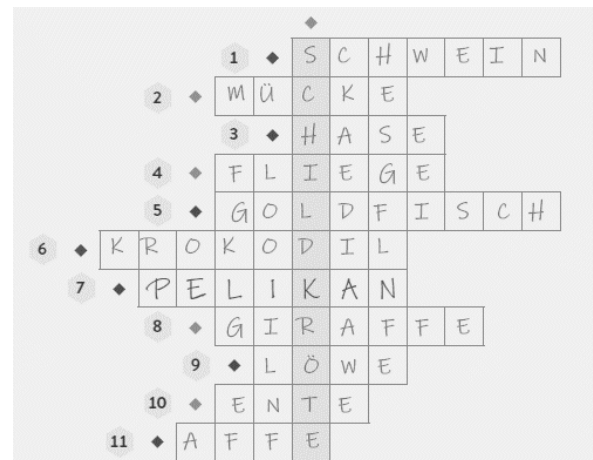 1 SCHWEIN
2 MÜCKE
3 HASE
4 FLIEGE
5 GOLDFISCH
6 KROKODIL
7 PELIKAN
8 GIRAFFE
9 LÖWE
10 ENTE
11 AFFE